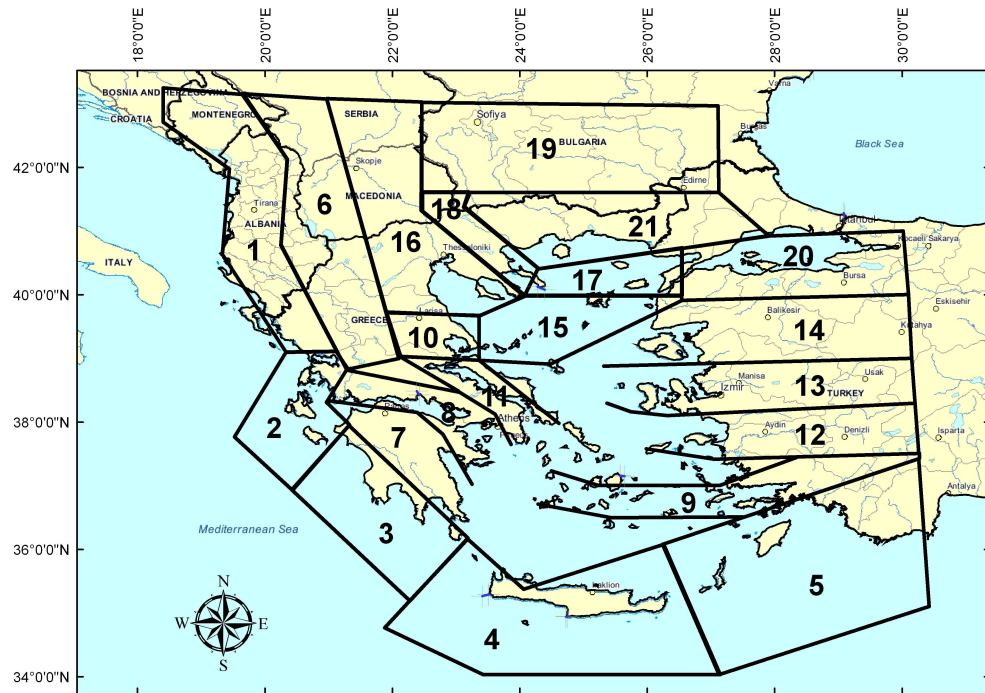 18°0'0"E
20°0'0"E
22°0'0"E
24°0'0"E
26°0'0"E
28°0'0"E
30°0'0"E
Varna
BOSNIA AND HERZEGOVINA
MONTENEGRO
SERBIA
Sofiya
CROATIA
Burgas
19
BULGARIA
Black Sea
42°0'0"N
Skopje
Edirne
MACEDONIA
6
18
Tirana
ALBANIA
1
16
21
Istanbul
Thessaloniki
20
Kocaeli
Sakarya
ITALY
17
Bursa
40°0'0"N
Eskisehir
GREECE
Larisa
10
15
Balikesir
14
Kutahya
Manisa
Izmir
13
Usak
TURKEY
11
2
8
Athens
38°0'0"N
7
Aydin
12
Denizli
Isparta
9
Antalya
Mediterranean Sea
3
36°0'0"N
5
Iraklion
N
W
E
S
4
34°0'0"N